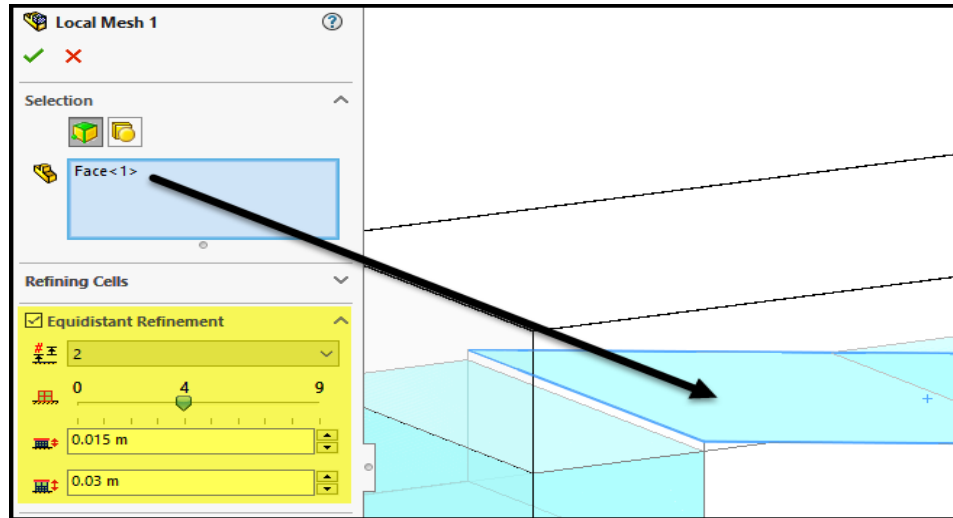 Local Mesh 1
Selection
Face<1>
Refining Cells
Equidistant Refinement
2
0 4 9
0.015 m
0.03 m